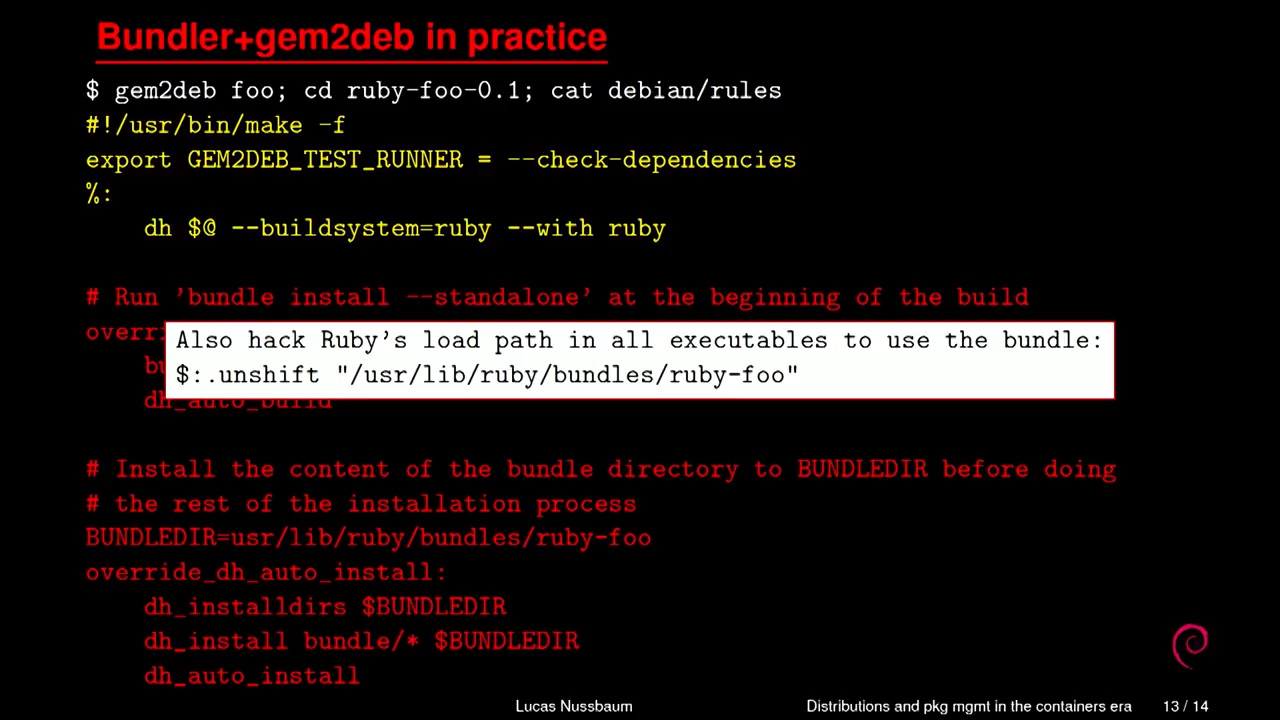 Bundler+gem2deb in practice
$ gem2deb foo; cd ruby-foo-0.1; cat debian/rules
#!/usr/bin/make -f
export GEM2DEB_TEST_RUNNER = --check-dependencies
%:
dh $@ --buildsystem=ruby --with ruby
# Run 'bundle install --standalone' at the beginning of the build
Also hack Ruby's load path in all executables to use the bundle:
$:.unshift "/usr/lib/ruby/bundles/ruby-foo"
dh_auto_build
# Install the content of the bundle directory to BUNDLEDIR before doing
# the rest of the installation process
BUNDLEDIR=usr/lib/ruby/bundles/ruby-foo
override_dh_auto_install:
dh_installdirs $BUNDLEDIR
dh_install bundle/* $BUNDLEDIR
dh_auto_install
Lucas Nussbaum Distributions and pkg mgmt in the containers era 13 / 14